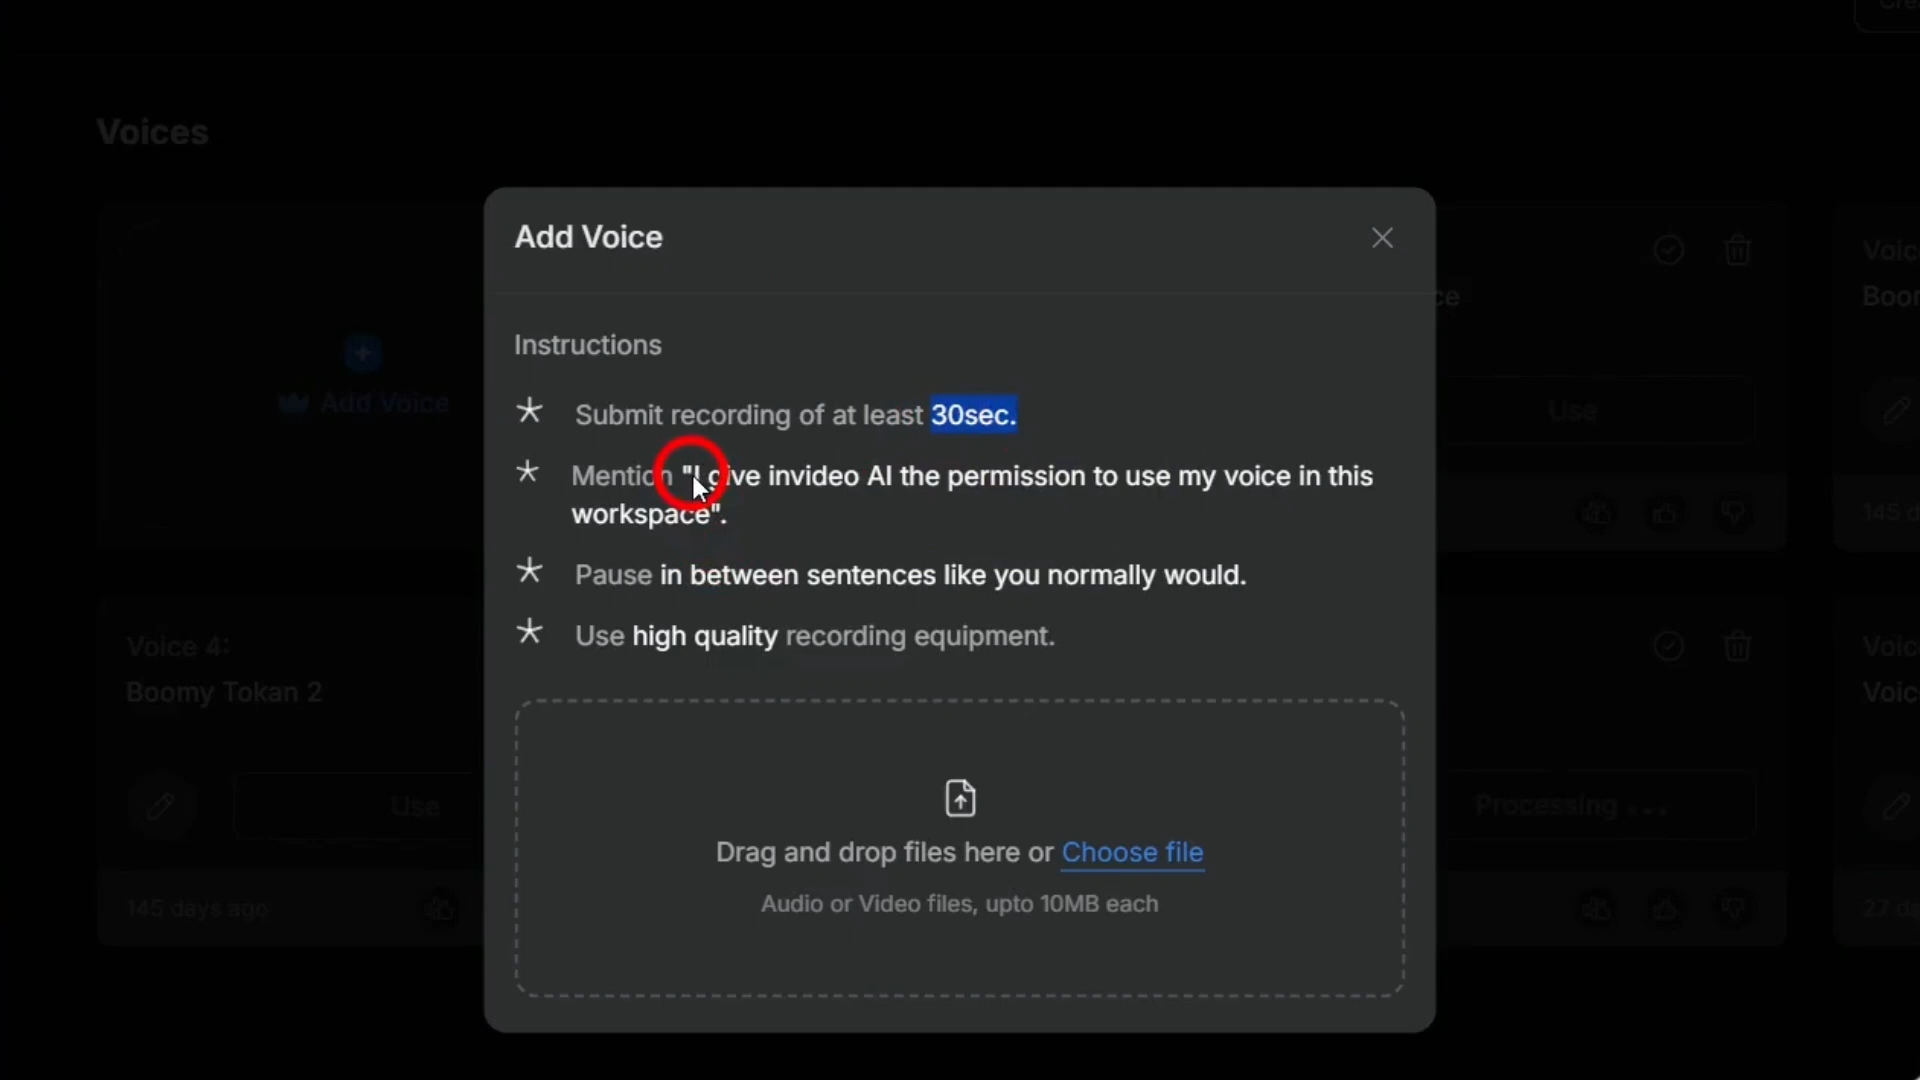 Voices
Add Voice
Instructions
Submit recording of at least 30sec.
Mention "I give invideo AI the permission to use my voice in this
workspace".
Pause in between sentences like you normally would.
Use high quality recording equipment.
Drag and drop files here or Choose file
Audio or Video files, upto 10MB each
Add Voice
Use
Voice 4:
Boomy Tokan 2
Use
Processing ...
145 days ago